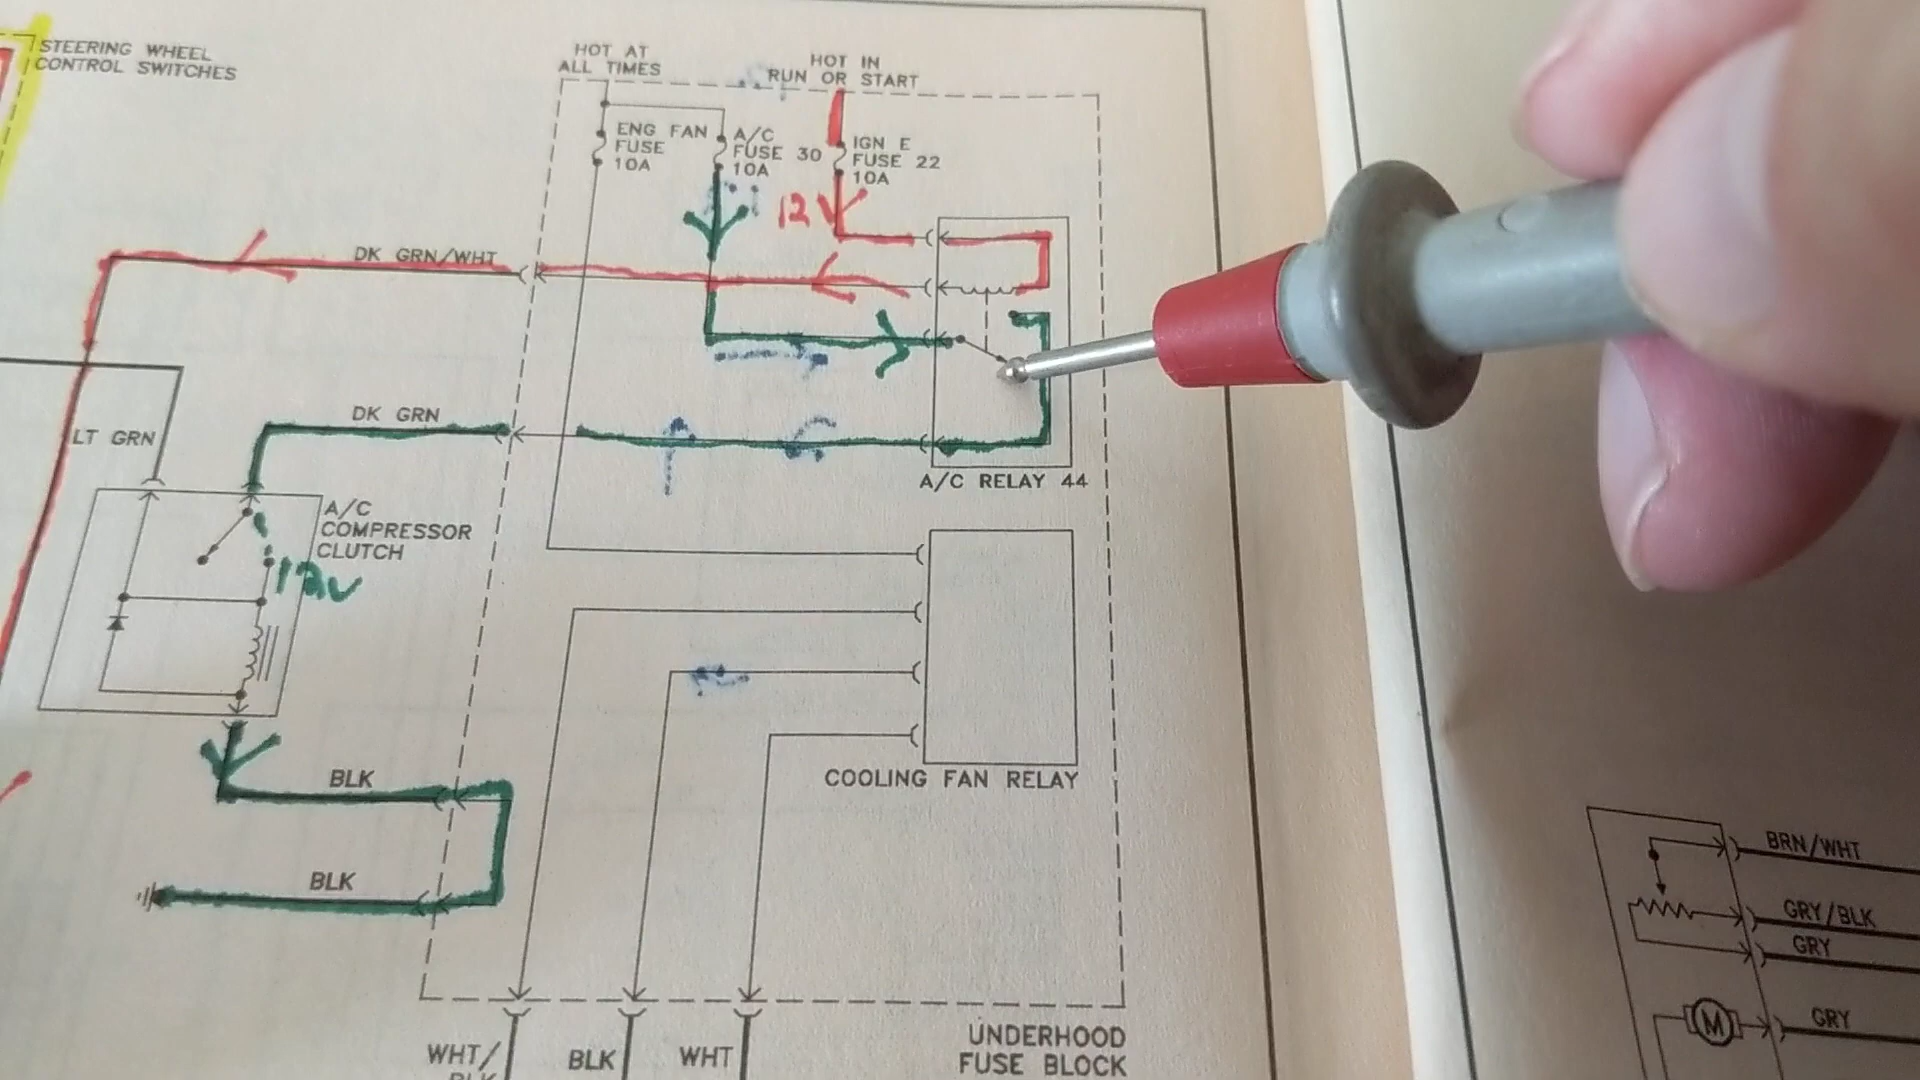 STEERING WHEEL
CONTROL SWITCHES
HOT AT
ALL TIMES
HOT IN
RUN OR START
ENG FAN
FUSE
10A
A/C
FUSE 30
10A
IGN E
FUSE 22
10A
12V
DK GRN/WHT
DK GRN
LT GRN
A/C RELAY 44
A/C
COMPRESSOR
CLUTCH
12V
COOLING FAN RELAY
BLK
BLK
WHT/
BLK
BLK
WHT
UNDERHOOD
FUSE BLOCK
BRN/WHT
GRY/BLK
GRY
M
GRY